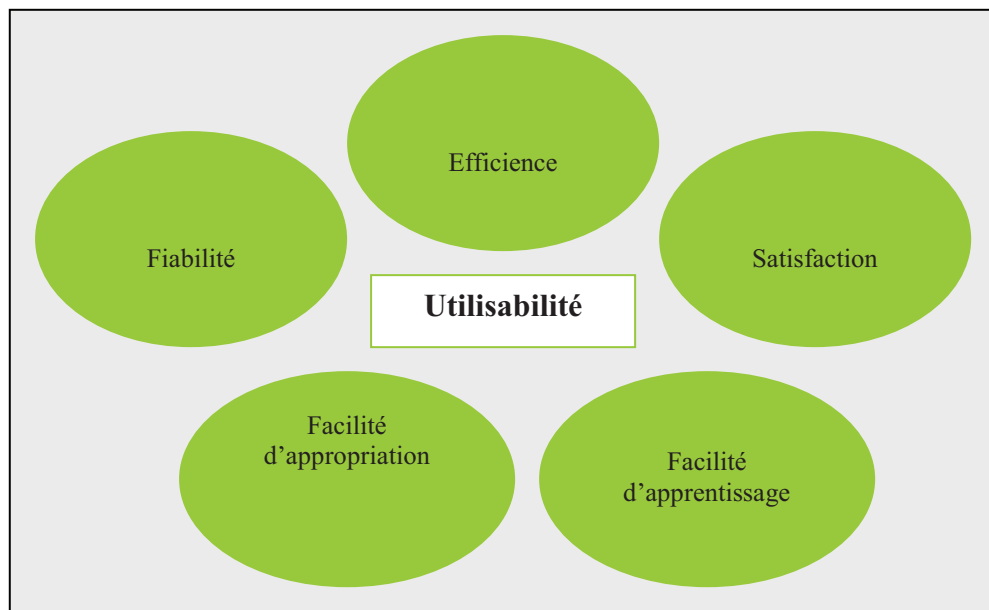 Efficience
Fiabilité
Satisfaction
Utilisabilité
Facilité
d’appropriation
Facilité
d’apprentissage